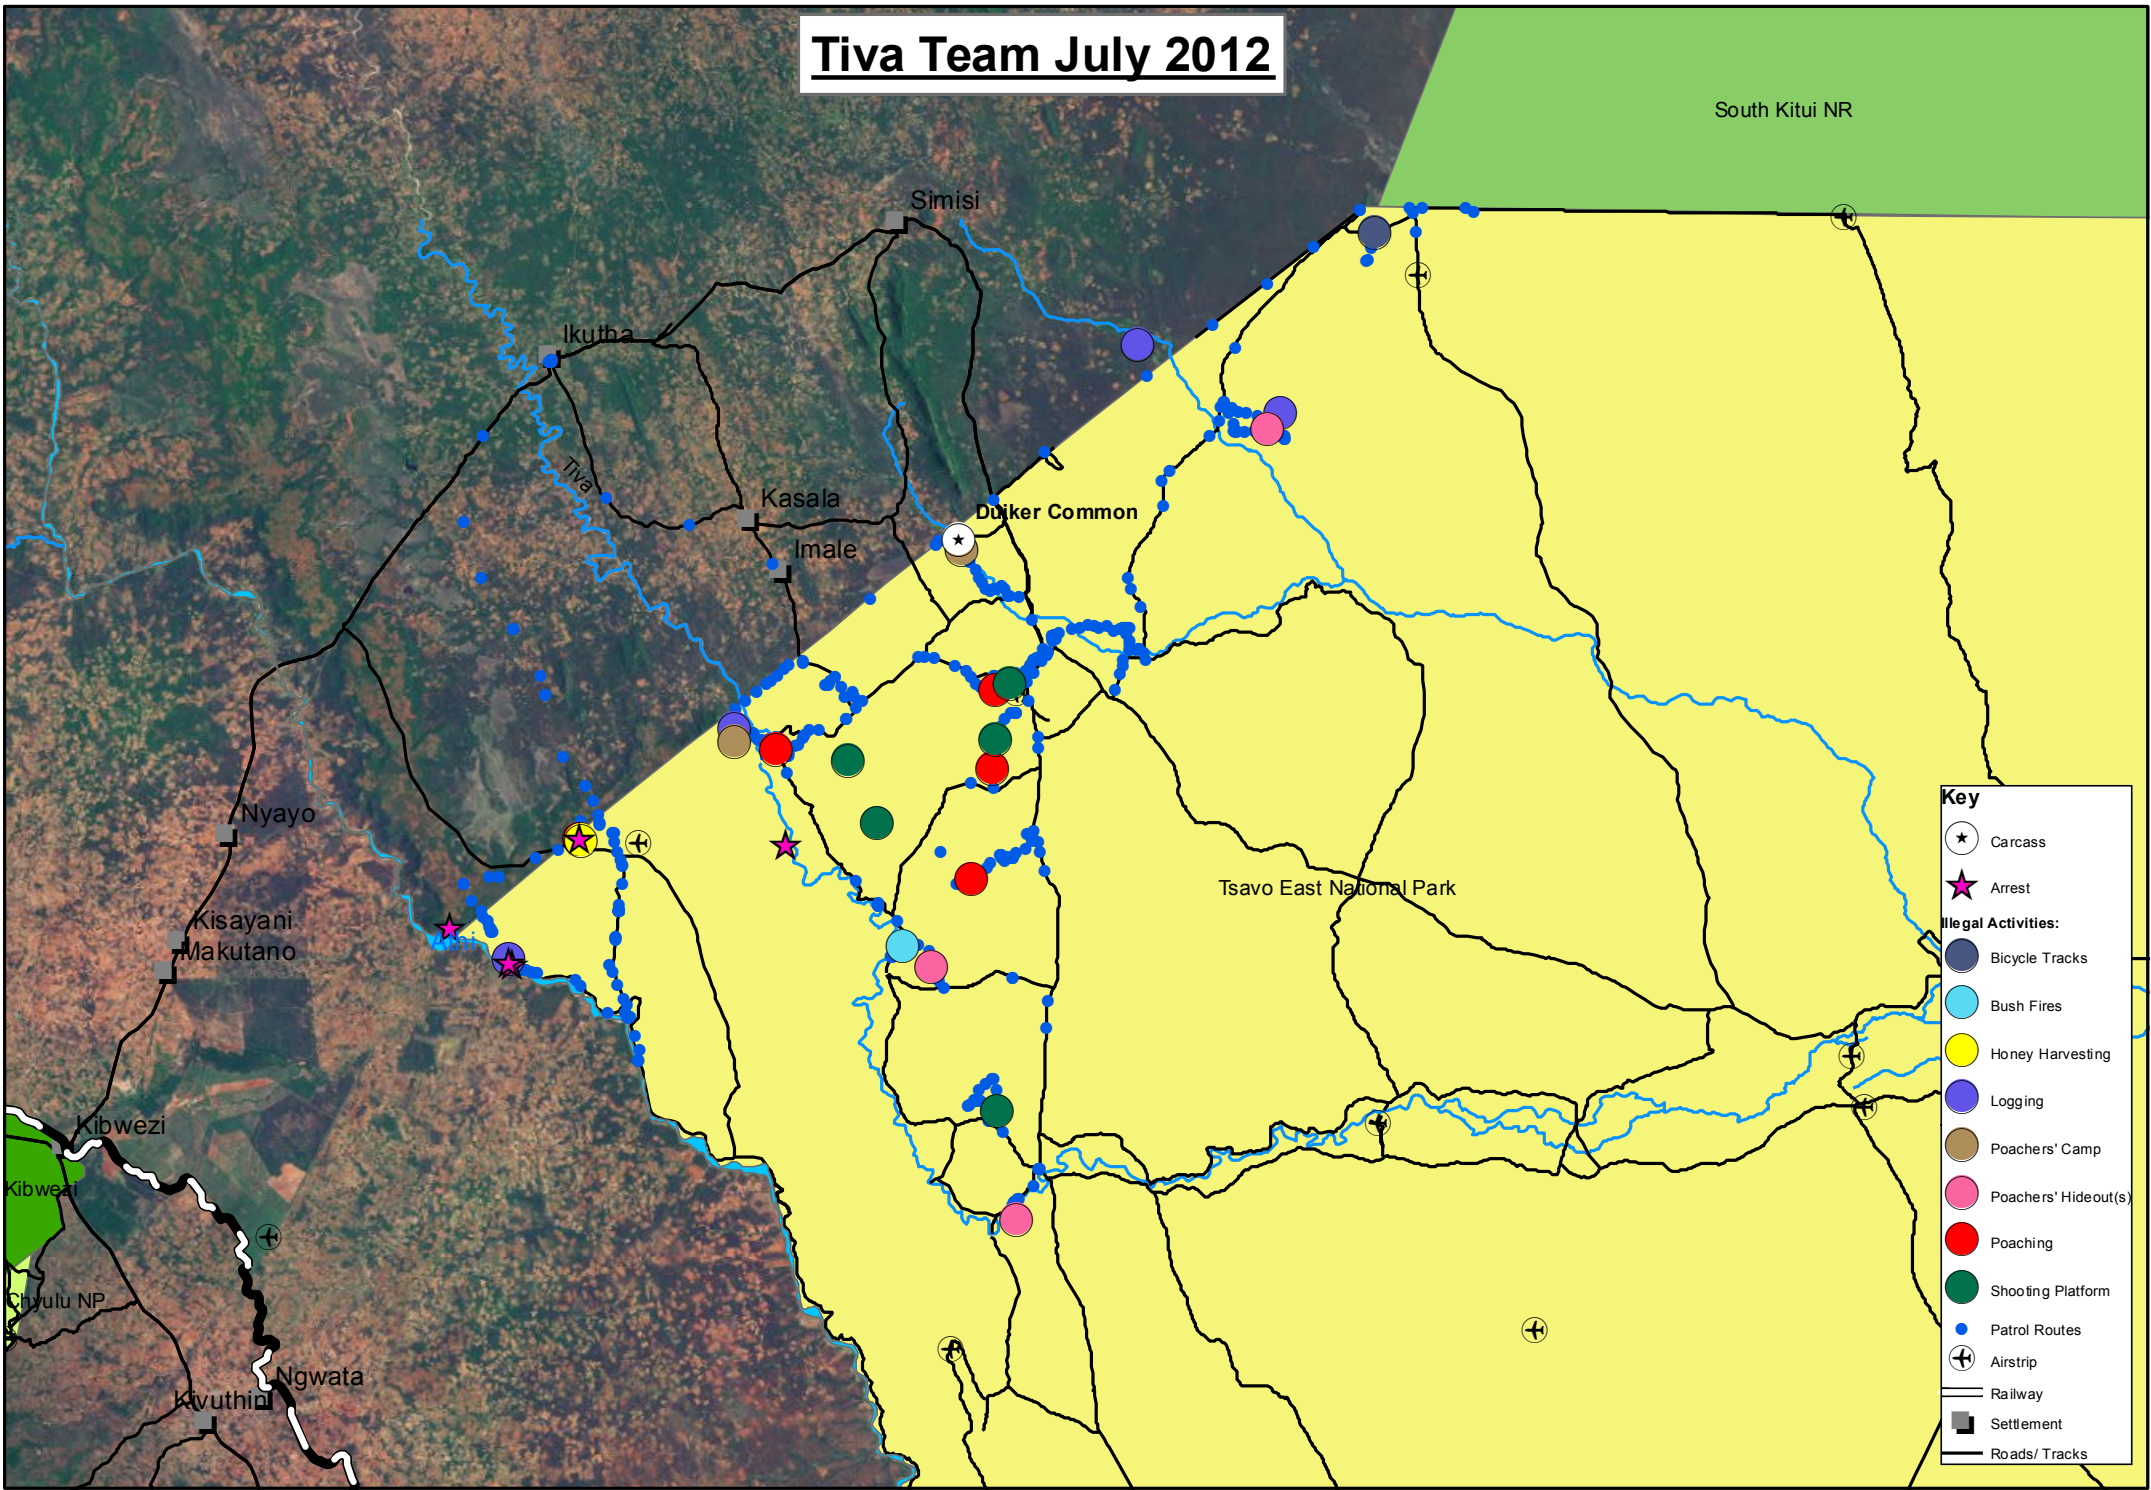 Tiva Team July 2012
South Kitui NR
Simisi
Ikutha
Tiva
Kasala
Duiker Common
Imale
Nyayo
Tsavo East National Park
Kisayani
Athi
Makutano
Kibwezi
Kibwezi
Chyulu NP
Ngwata
Kivuthini
Key
Carcass
Arrest
Illegal Activities:
Bicycle Tracks
Bush Fires
Honey Harvesting
Logging
Poachers' Camp
Poachers' Hideout(s)
Poaching
Shooting Platform
Patrol Routes
Airstrip
Railway
Settlement
Roads/ Tracks